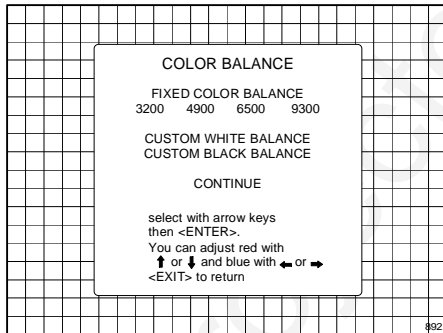 COLOR BALANCE
FIXED COLOR BALANCE
3200 4900 6500 9300
CUSTOM WHITE BALANCE
CUSTOM BLACK BALANCE
CONTINUE
select with arrow keys
then <ENTER>.
You can adjust red with
⬆ or ⬇ and blue with ⬅ or ➡
<EXIT> to return
892